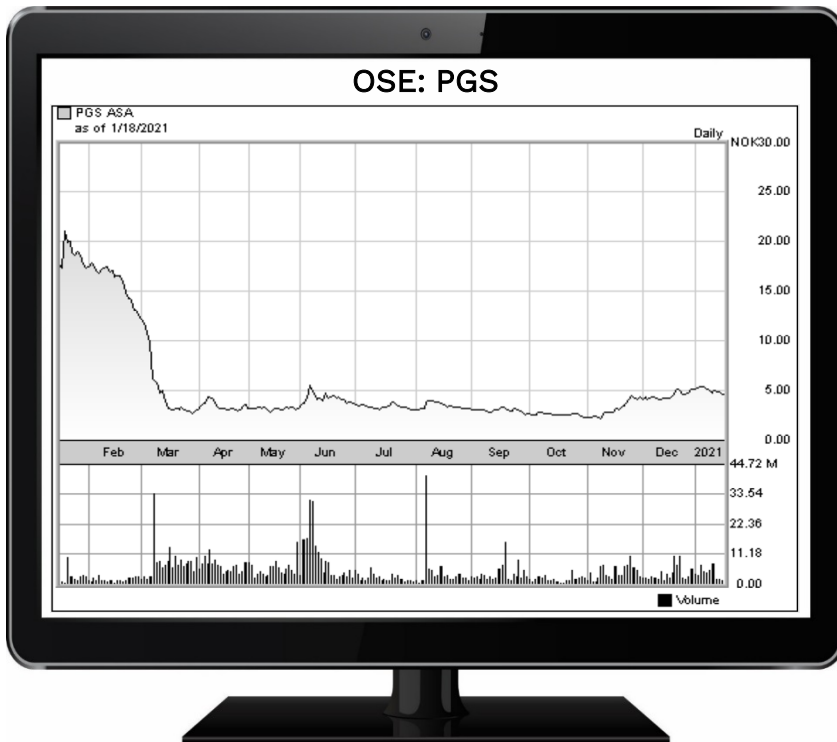 OSE: PGS
PGS ASA
as of 1/18/2021
Daily
NOK30.00
25.00
20.00
15.00
10.00
5.00
0.00
Feb Mar Apr May Jun Jul Aug Sep Oct Nov Dec 2021
44.72 M
33.54
22.36
11.18
0.00
Volume